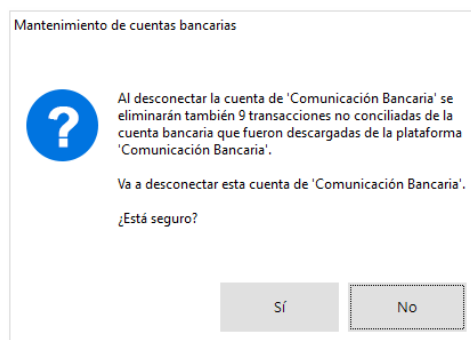 Mantenimiento de cuentas bancarias
Al desconectar la cuenta de 'Comunicación Bancaria' se
eliminarán también 9 transacciones no conciliadas de la
cuenta bancaria que fueron descargadas de la plataforma
'Comunicación Bancaria'.
Va a desconectar esta cuenta de 'Comunicación Bancaria'.
¿Está seguro?
Sí
No